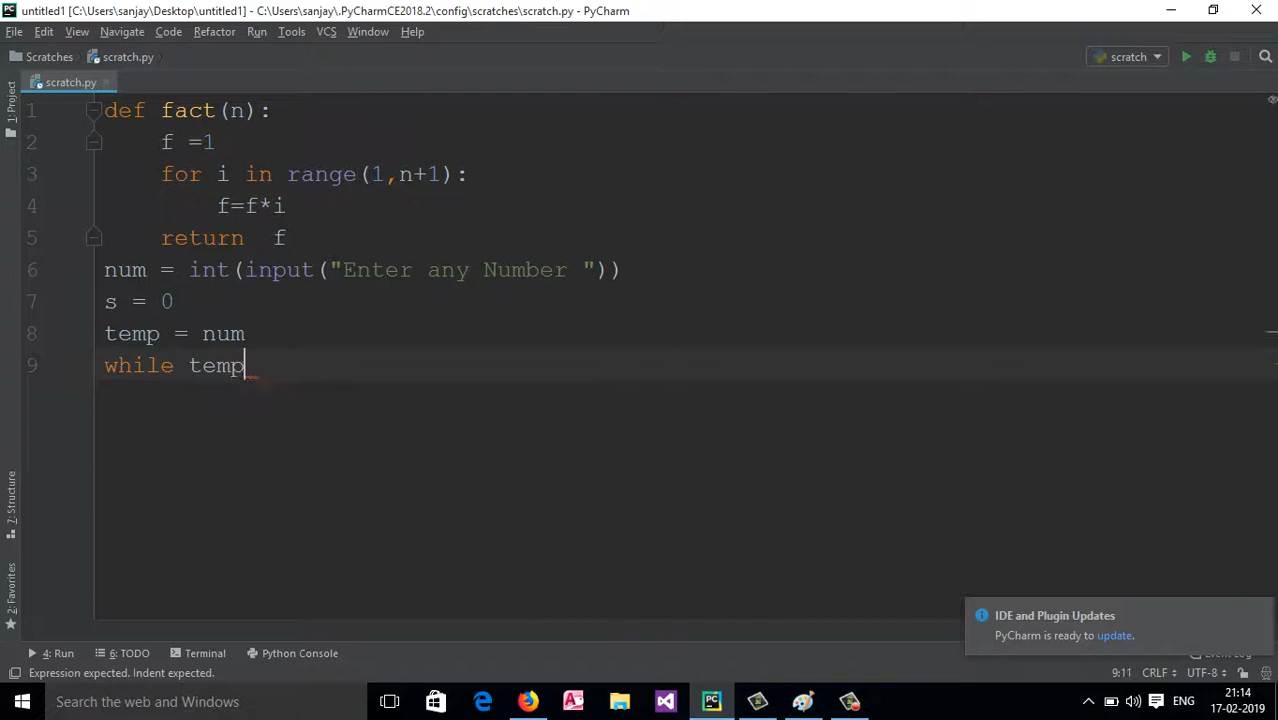 untitled1 [C:\Users\sanjay\Desktop\untitled1] - C:\Users\sanjay\.PyCharmCE2018.2\config\scratches\scratch.py - PyCharm
File Edit View Navigate Code Refactor Run Tools VCS Window Help
Scratches scratch.py scratch
scratch.py
1: Project
1 def fact(n):
2 f =1
3 for i in range(1,n+1):
4 f=f*i
5 return f
6 num = int(input("Enter any Number "))
7 s = 0
8 temp = num
9 while temp
7: Structure
2: Favorites
IDE and Plugin Updates
PyCharm is ready to update.
4: Run 6: TODO Terminal Python Console Event Log
Expression expected. Indent expected. 9:11 CRLF UTF-8
Search the Web and Windows
ENG
21:14
17-02-2019